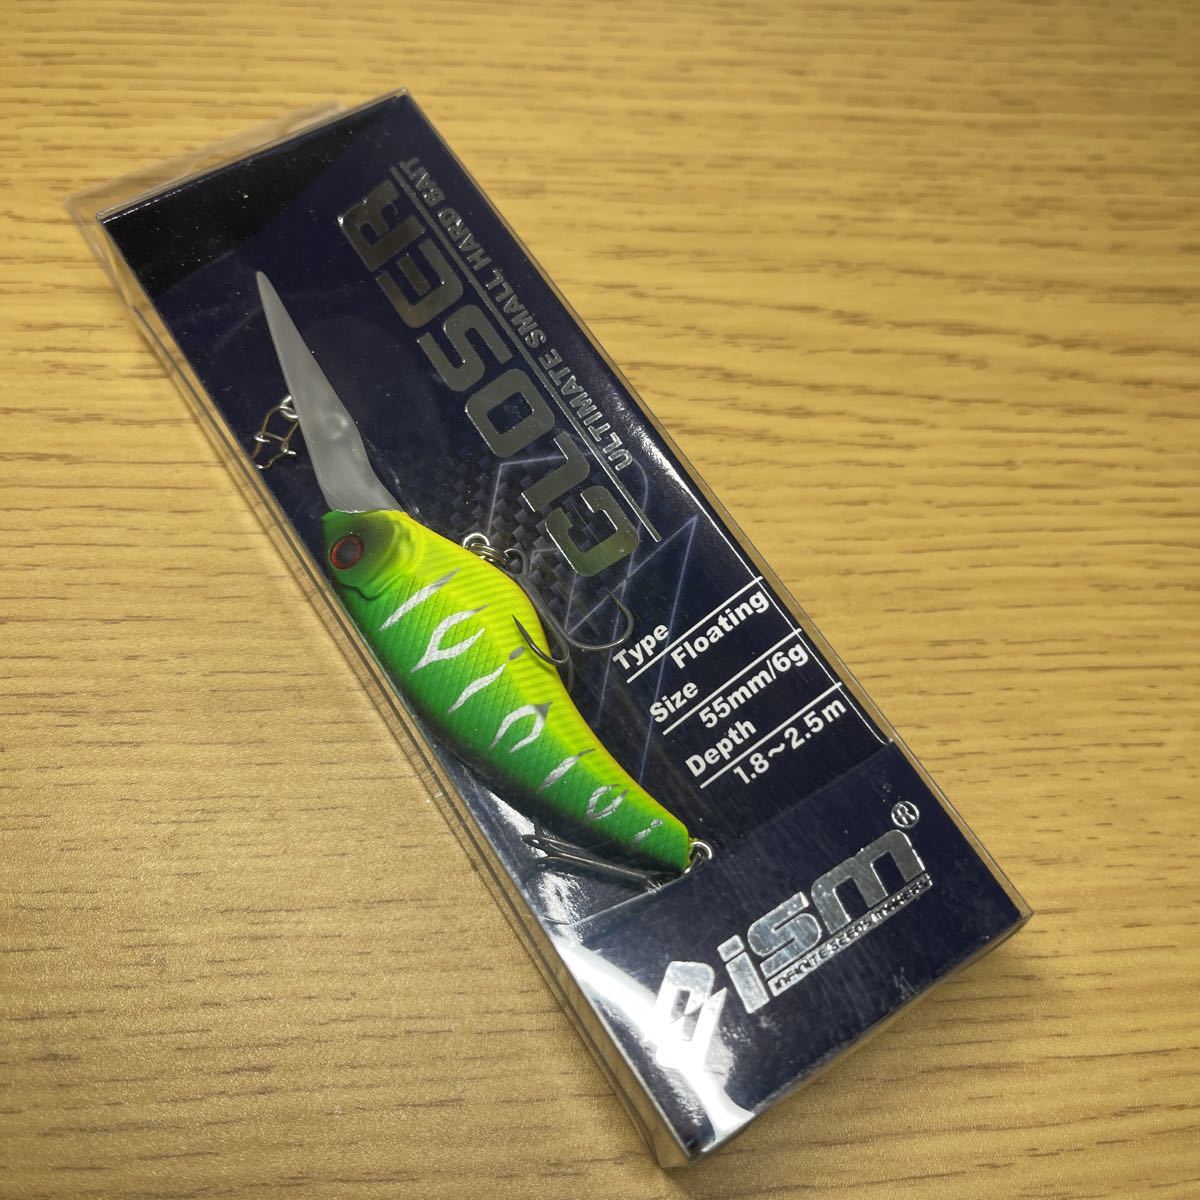 CLOSER
ULTIMATE SMALL HARD BAIT
Type
Floating
Size
55mm/6g
Depth
1.8～2.5m
ism®